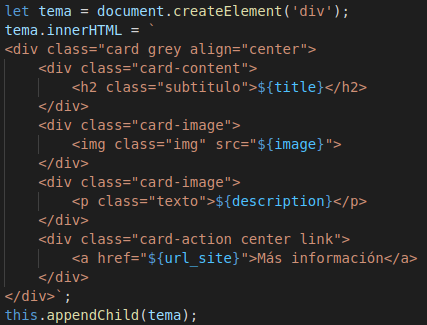 let tema = document.createElement('div');
tema.innerHTML = `
<div class="card grey align="center">
<div class="card-content">
<h2 class="subtitulo">${title}</h2>
</div>
<div class="card-image">
<img class="img" src="${image}">
</div>
<div class="card-image">
<p class="texto">${description}</p>
</div>
<div class="card-action center link">
<a href="${url_site}">Más información</a>
</div>
</div>`;
this.appendChild(tema);